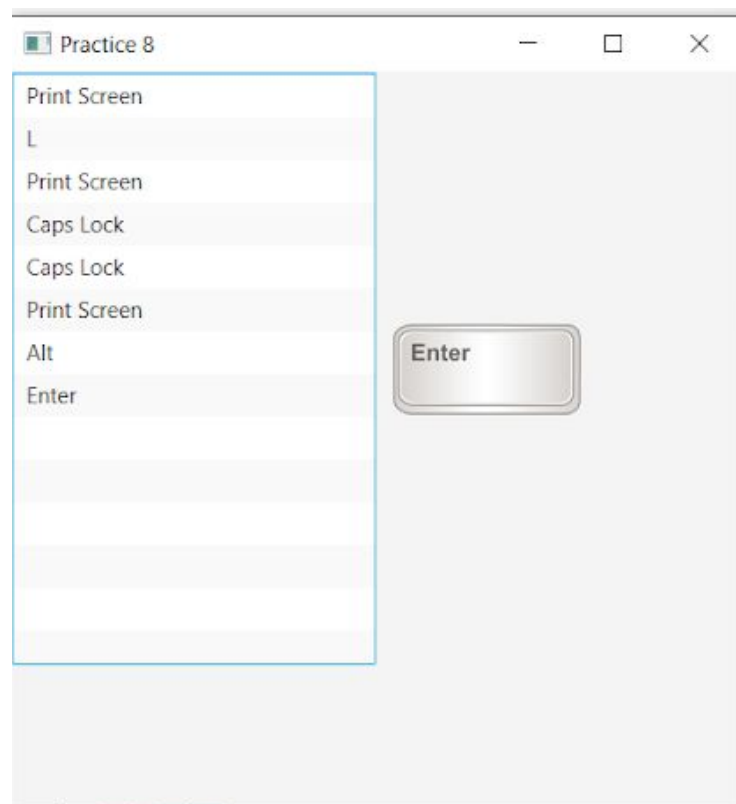 Practice 8
Print Screen
L
Print Screen
Caps Lock
Caps Lock
Print Screen
Alt
Enter
Enter